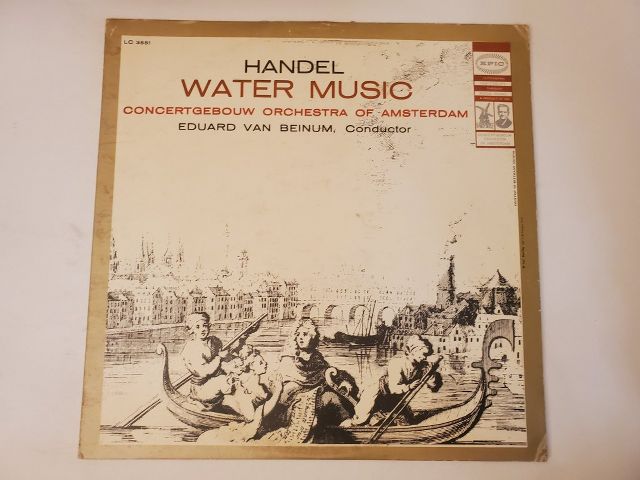 LC 3551
HANDEL
WATER MUSIC
CONCERTGEBOUW ORCHESTRA OF AMSTERDAM
EDUARD VAN BEINUM, Conductor
EPIC